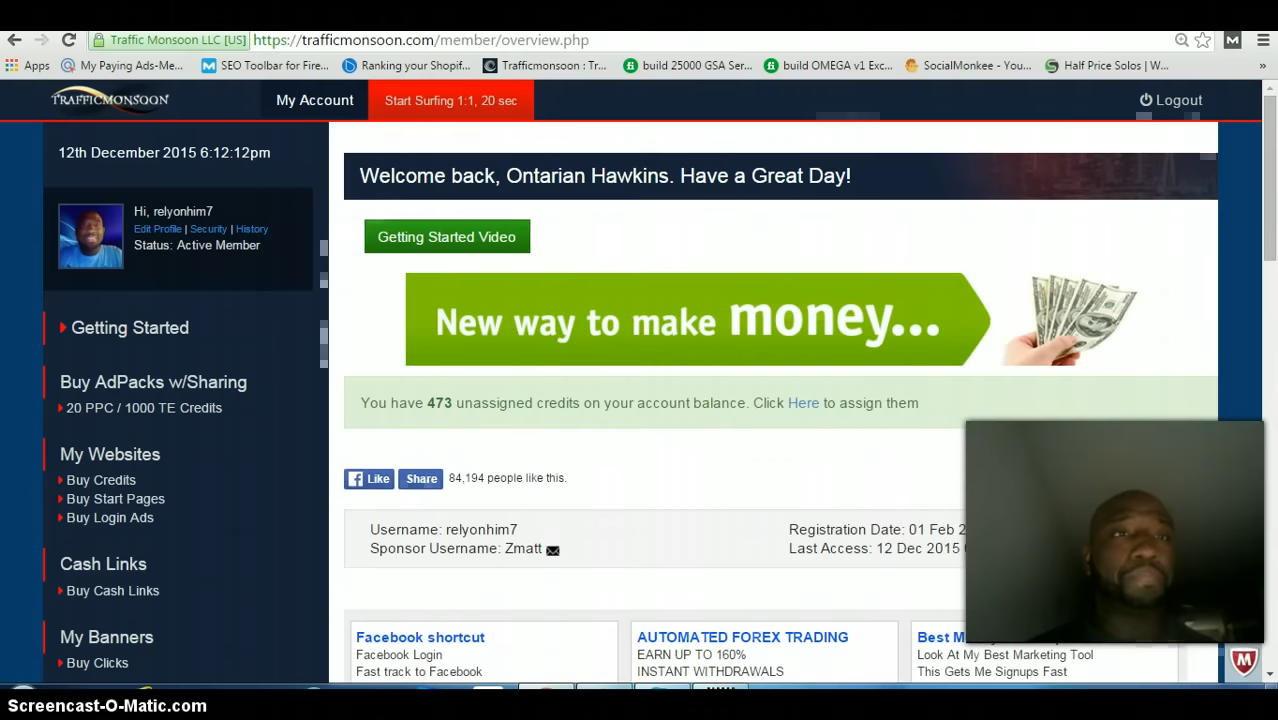 Traffic Monsoon LLC [US] https://trafficmonsoon.com/member/overview.php
Apps My Paying Ads-Me... SEO Toolbar for Fire... Ranking your Shopif... Trafficmonsoon : Tr... build 25000 GSA Ser... build OMEGA v1 Exc... SocialMonkee - You... Half Price Solos | W... »
TRAFFICMONSOON My Account Start Surfing 1:1, 20 sec Logout
12th December 2015 6:12:12pm
Hi, relyonhim7
Edit Profile | Security | History
Status: Active Member
Getting Started
Buy AdPacks w/Sharing
20 PPC / 1000 TE Credits
My Websites
Buy Credits
Buy Start Pages
Buy Login Ads
Cash Links
Buy Cash Links
My Banners
Buy Clicks
Welcome back, Ontarian Hawkins. Have a Great Day!
Getting Started Video
New way to make money...
You have 473 unassigned credits on your account balance. Click Here to assign them
Like Share 84,194 people like this.
Username: relyonhim7
Sponsor Username: Zmatt
Registration Date: 01 Feb 2
Last Access: 12 Dec 2015
Facebook shortcut
Facebook Login
Fast track to Facebook
AUTOMATED FOREX TRADING
EARN UP TO 160%
INSTANT WITHDRAWALS
Best M
Look At My Best Marketing Tool
This Gets Me Signups Fast
Screencast-O-Matic.com